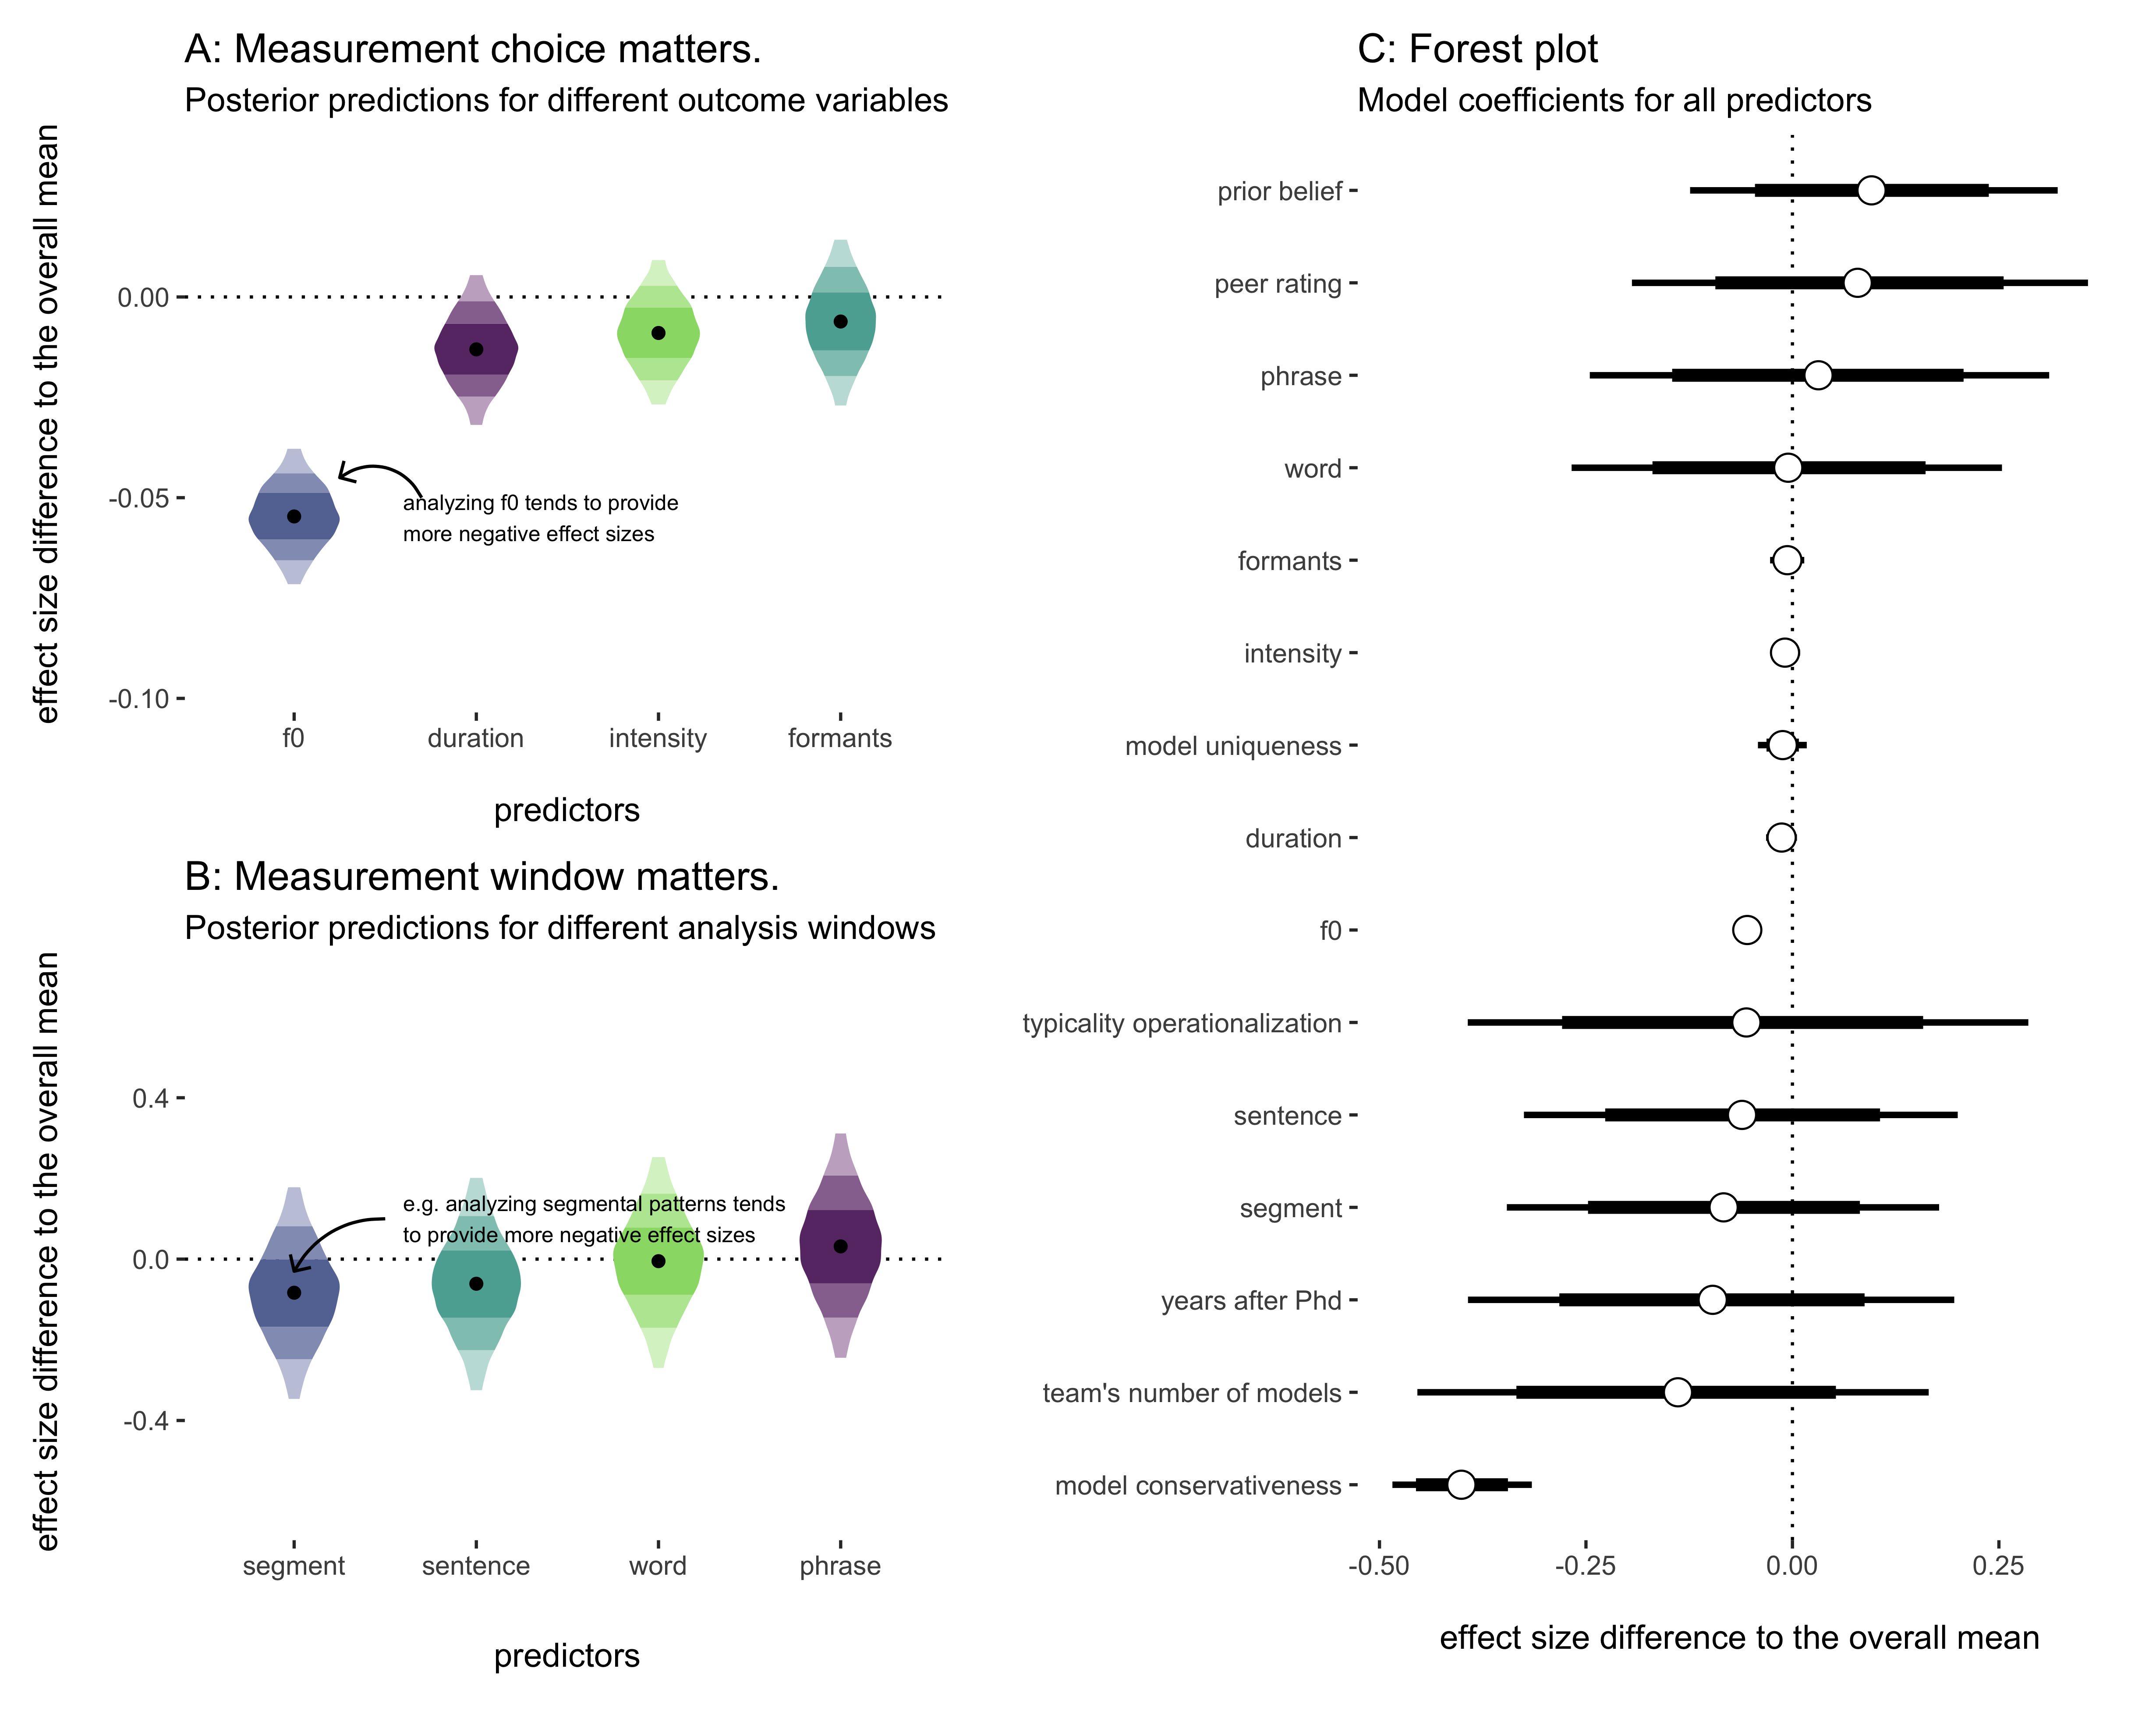 A: Measurement choice matters.
Posterior predictions for different outcome variables
effect size difference to the overall mean
0.00
-0.05
-0.10
analyzing f0 tends to provide
more negative effect sizes
f0
duration
intensity
formants
predictors
B: Measurement window matters.
Posterior predictions for different analysis windows
effect size difference to the overall mean
0.4
0.0
-0.4
e.g. analyzing segmental patterns tends
to provide more negative effect sizes
segment
sentence
word
phrase
predictors
C: Forest plot
Model coefficients for all predictors
prior belief
peer rating
phrase
word
formants
intensity
model uniqueness
duration
f0
typicality operationalization
sentence
segment
years after Phd
team's number of models
model conservativeness
-0.50
-0.25
0.00
0.25
effect size difference to the overall mean